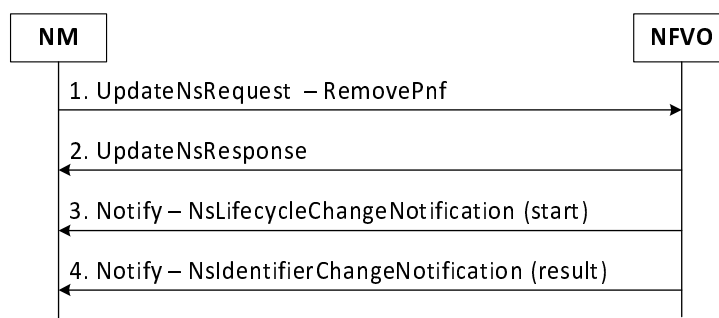 NM
NFVO
1. UpdateNsRequest – RemovePnf
2. UpdateNsResponse
3. Notify – NsLifecycleChangeNotification (start)
4. Notify – NsIdentifierChangeNotification (result)